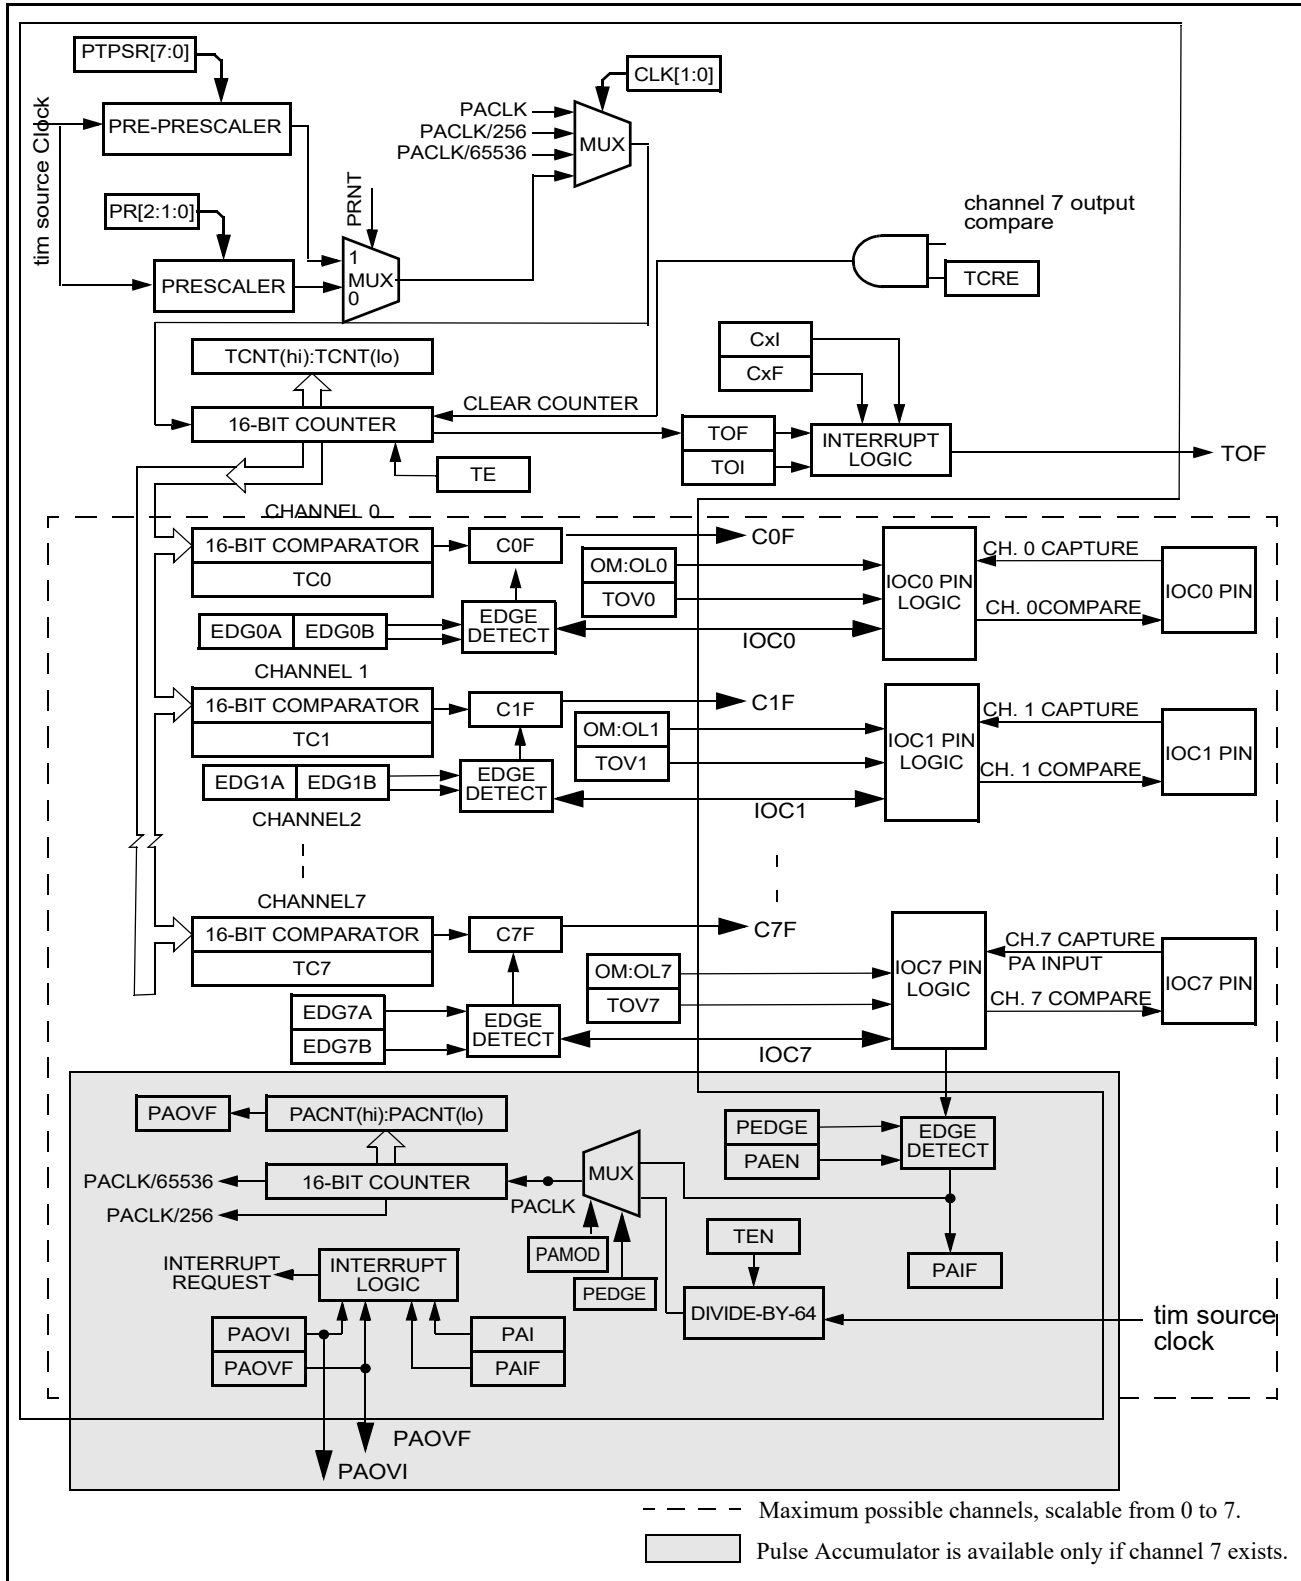 PTPSR[7:0]
CLK[1:0]
tim source Clock
PRE-PRESCALER
PACLK
PACLK/256
PACLK/65536
MUX
PR[2:1:0]
PRNT
channel 7 output
compare
PRESCALER
1
MUX
0
TCRE
TCNT(hi):TCNT(lo)
CxI
CxF
CLEAR COUNTER
16-BIT COUNTER
TOF
TOI
INTERRUPT
LOGIC
TOF
TE
CHANNEL 0
16-BIT COMPARATOR
TC0
C0F
C0F
OM:OL0
TOV0
IOC0 PIN
LOGIC
CH. 0 CAPTURE
CH. 0COMPARE
IOC0 PIN
EDG0A
EDG0B
EDGE
DETECT
IOC0
CHANNEL 1
16-BIT COMPARATOR
TC1
C1F
C1F
OM:OL1
TOV1
IOC1 PIN
LOGIC
CH. 1 CAPTURE
CH. 1 COMPARE
IOC1 PIN
EDG1A
EDG1B
EDGE
DETECT
IOC1
CHANNEL2
CHANNEL7
16-BIT COMPARATOR
TC7
C7F
C7F
OM:OL7
TOV7
IOC7 PIN
LOGIC
CH.7 CAPTURE
PA INPUT
CH. 7 COMPARE
IOC7 PIN
EDG7A
EDG7B
EDGE
DETECT
IOC7
PAOVF
PACNT(hi):PACNT(lo)
PEDGE
PAEN
EDGE
DETECT
MUX
PACLK/65536
16-BIT COUNTER
PACLK
PACLK/256
TEN
PAMOD
PAIF
INTERRUPT
REQUEST
INTERRUPT
LOGIC
PEDGE
DIVIDE-BY-64
tim source
clock
PAOVI
PAOVF
PAI
PAIF
PAOVF
PAOVI
Maximum possible channels, scalable from 0 to 7.
Pulse Accumulator is available only if channel 7 exists.